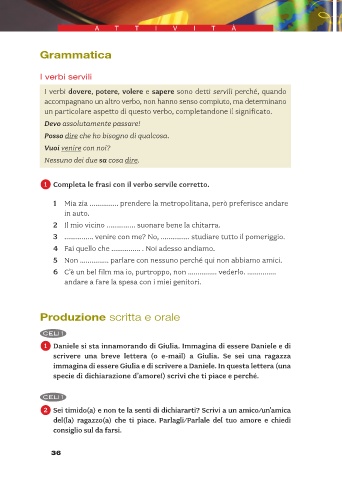 ATTIVITÀ
Grammatica
I verbi servili
I verbi dovere, potere, volere e sapere sono detti servili perché, quando
accompagnano un altro verbo, non hanno senso compiuto, ma determinano
un particolare aspetto di questo verbo, completandone il significato.
Devo assolutamente passare!
Posso dire che ho bisogno di qualcosa.
Vuoi venire con noi?
Nessuno dei due sa cosa dire.
1 Completa le frasi con il verbo servile corretto.
1 Mia zia .............. prendere la metropolitana, però preferisce andare
in auto.
2 Il mio vicino .............. suonare bene la chitarra.
3 .............. venire con me? No, .............. studiare tutto il pomeriggio.
4 Fai quello che .............. . Noi adesso andiamo.
5 Non .............. parlare con nessuno perché qui non abbiamo amici.
6 C'è un bel film ma io, purtroppo, non .............. vederlo. ..............
andare a fare la spesa con i miei genitori.
Produzione scritta e orale
CELI 1
1 Daniele si sta innamorando di Giulia. Immagina di essere Daniele e di
scrivere una breve lettera (o e-mail) a Giulia. Se sei una ragazza
immagina di essere Giulia e di scrivere a Daniele. In questa lettera (una
specie di dichiarazione d'amore!) scrivi che ti piace e perché.
CELI 1
2 Sei timido(a) e non te la senti di dichiararti? Scrivi a un amico/un'amica
del(la) ragazzo(a) che ti piace. Parlagli/Parlale del tuo amore e chiedi
consiglio sul da farsi.
36